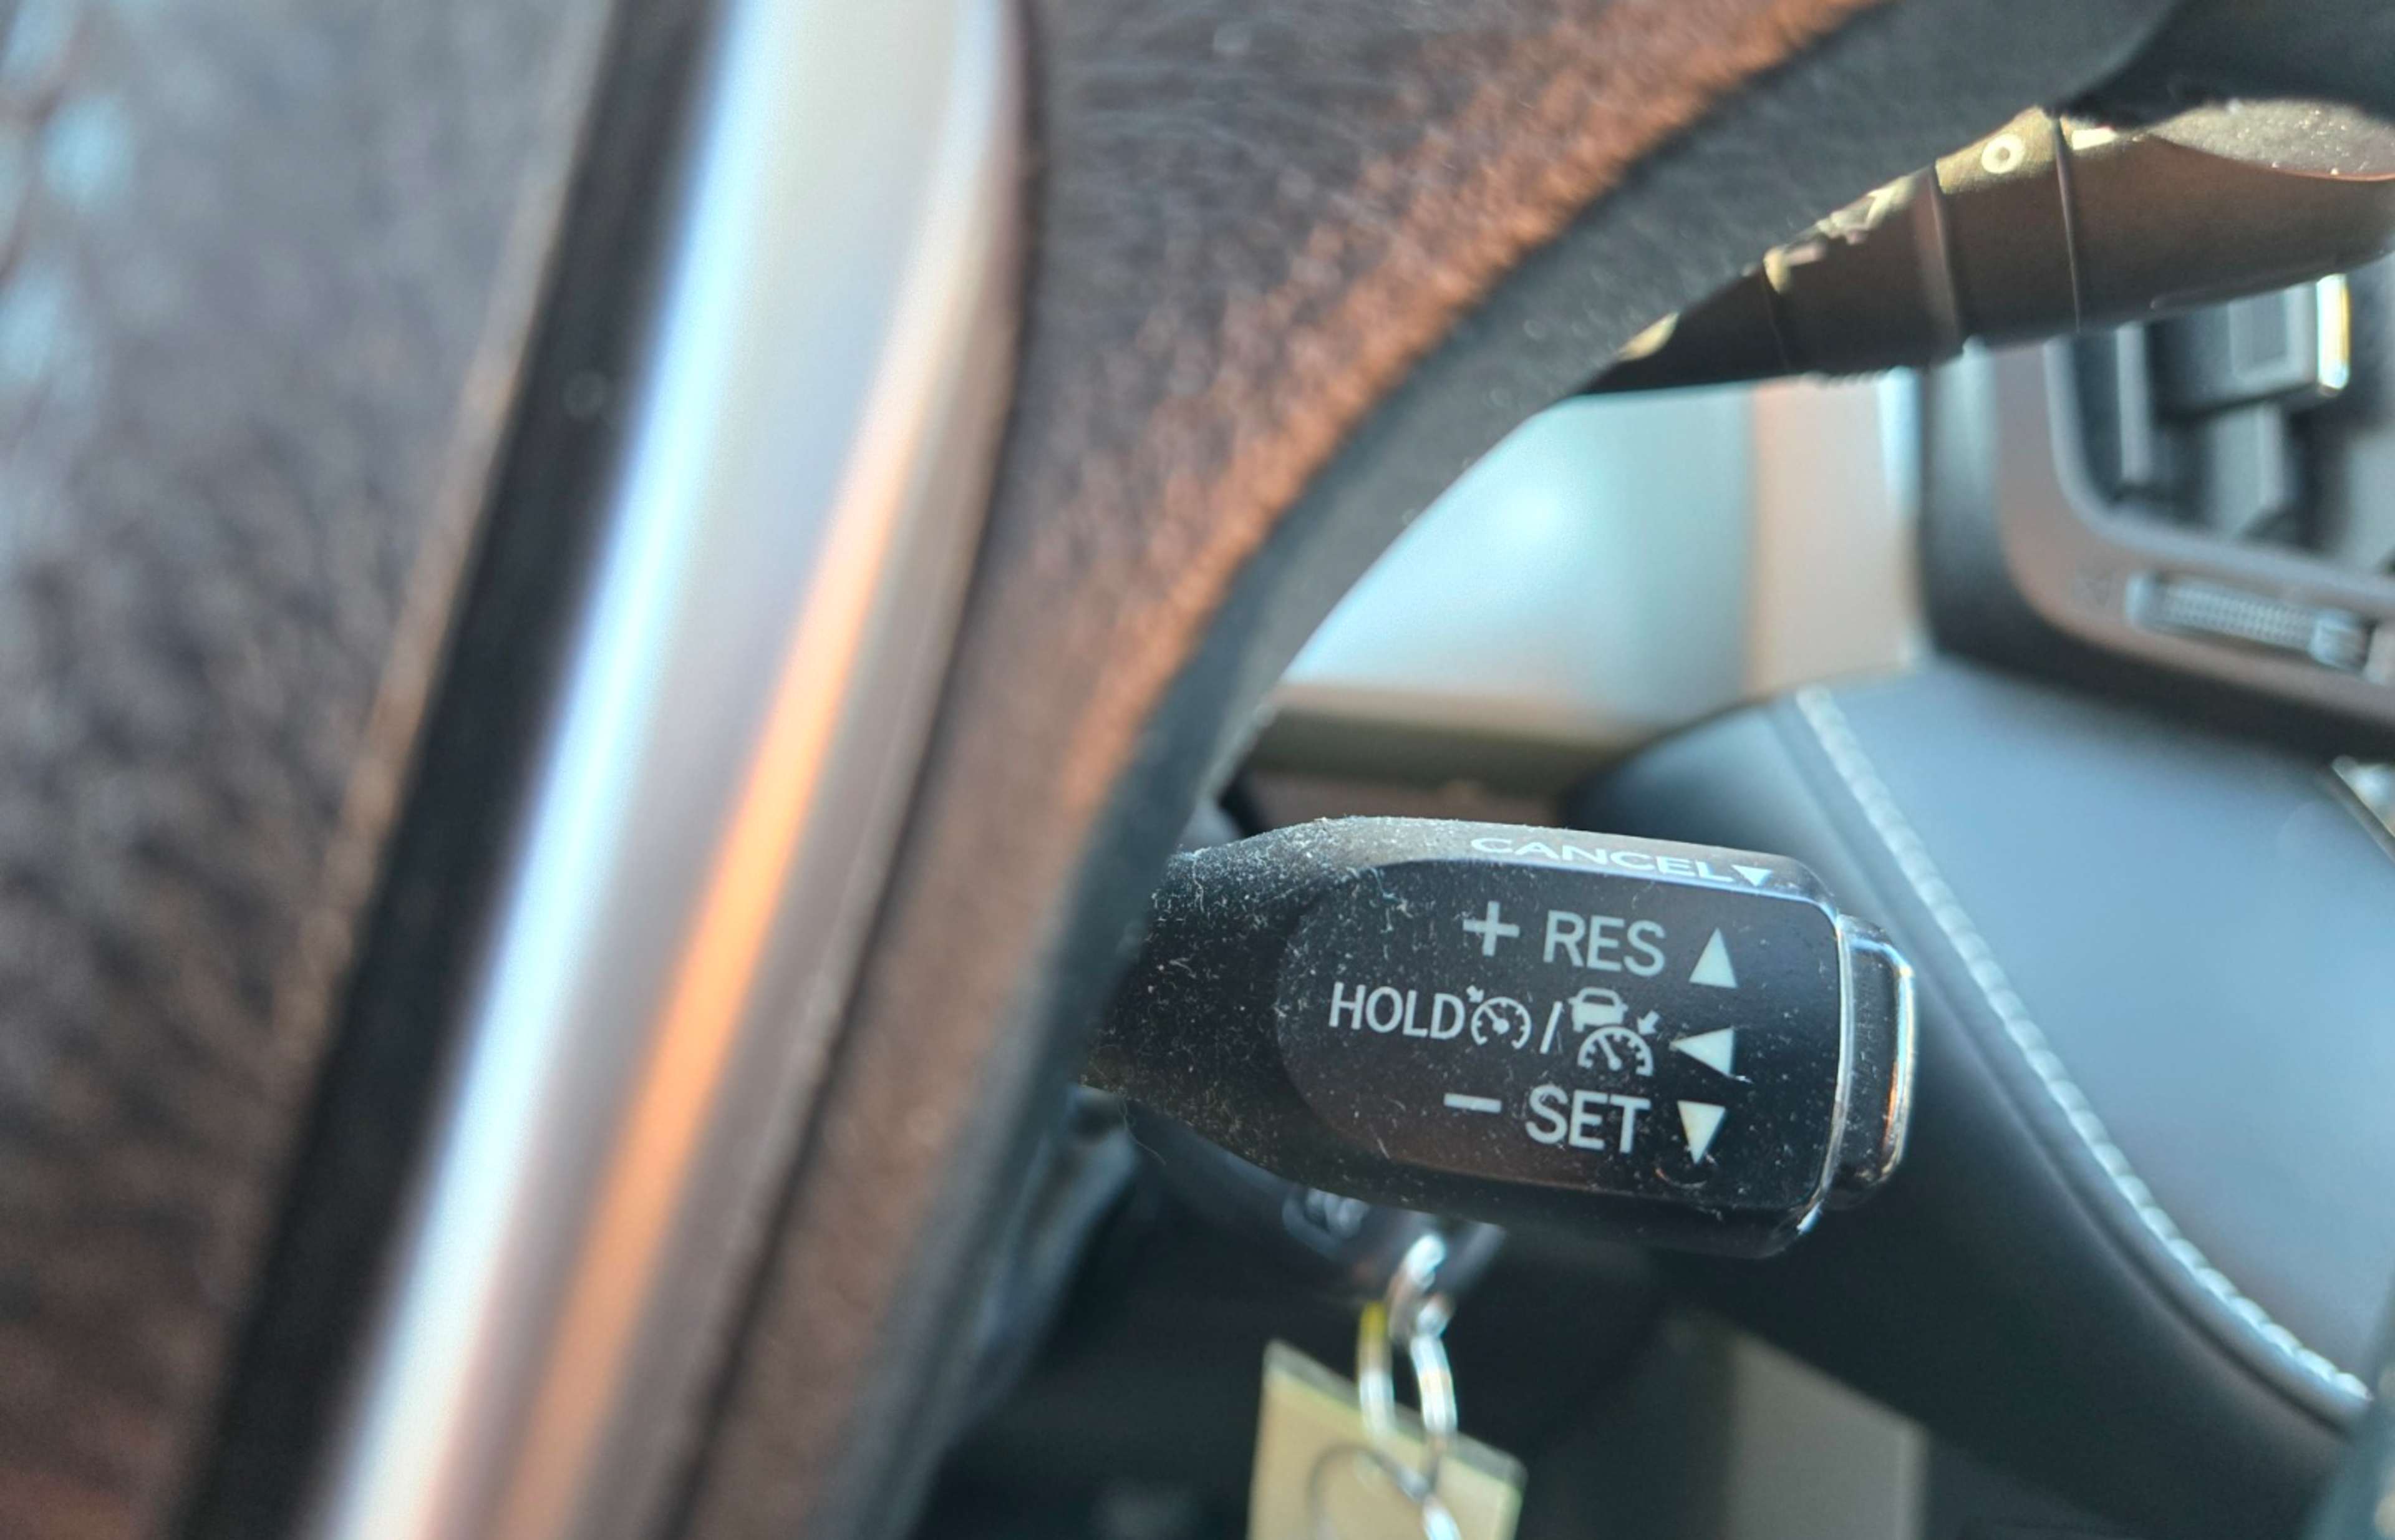 CANCEL▼
+ RES ▲
HOLD / ◀
− SET ▼